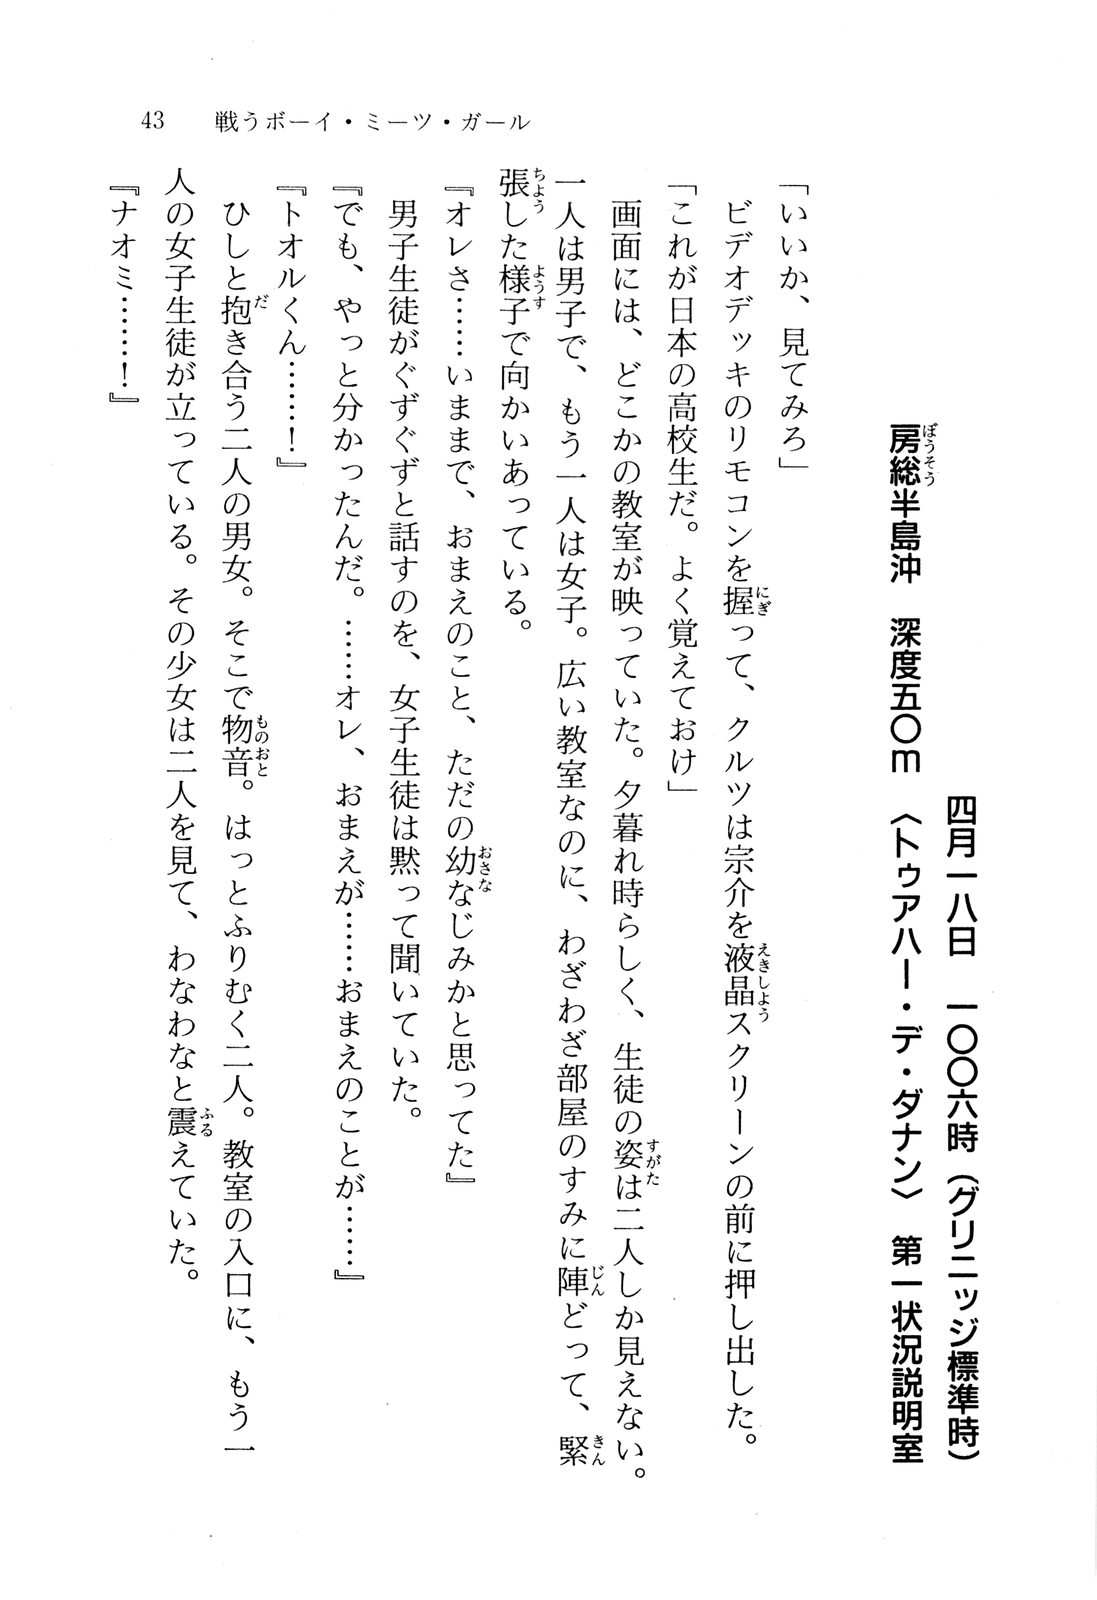 43　戦うボーイ・ミーツ・ガール
四月一八日　一〇〇六時（グリニッジ標準時）
房総半島沖　深度五〇ｍ　〈トゥアハー・デ・ダナン〉　第一状況説明室
「いいか、見てみろ」
ビデオデッキのリモコンを握って、クルツは宗介を液晶スクリーンの前に押し出した。
「これが日本の高校生だ。よく覚えておけ」
画面には、どこかの教室が映っていた。夕暮れ時らしく、生徒の姿は二人しか見えない。
一人は男子で、もう一人は女子。広い教室なのに、わざわざ部屋のすみに陣どって、緊
張した様子で向かいあっている。
『オレさ……いままで、おまえのこと、ただの幼なじみかと思ってた』
男子生徒がぐずぐずと話すのを、女子生徒は黙って聞いていた。
『でも、やっと分かったんだ。……オレ、おまえが……おまえのことが……』
『トオルくん……！』
ひしと抱き合う二人の男女。そこで物音。はっとふりむく二人。教室の入口に、もう一
人の女子生徒が立っている。その少女は二人を見て、わなわなと震えていた。
『ナオミ……！』